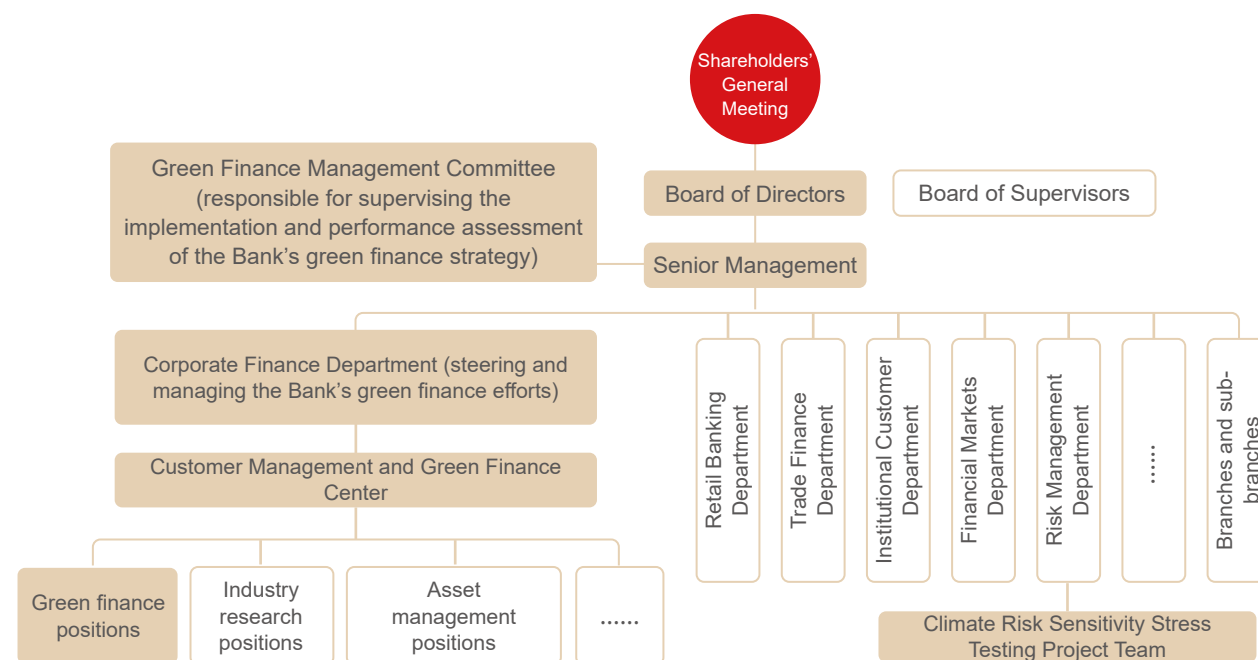 Shareholders'
General
Meeting
Green Finance Management Committee
(responsible for supervising the
implementation and performance assessment
of the Bank’s green finance strategy)
Board of Directors
Board of Supervisors
Senior Management
Corporate Finance Department (steering and
managing the Bank’s green finance efforts)
Customer Management and Green Finance
Center
Green finance
positions
Industry
research
positions
Asset
management
positions
......
Retail Banking
Department
Trade Finance
Department
Institutional Customer
Department
Financial Markets
Department
Risk Management
Department
......
Branches and sub-
branches
Climate Risk Sensitivity Stress
Testing Project Team